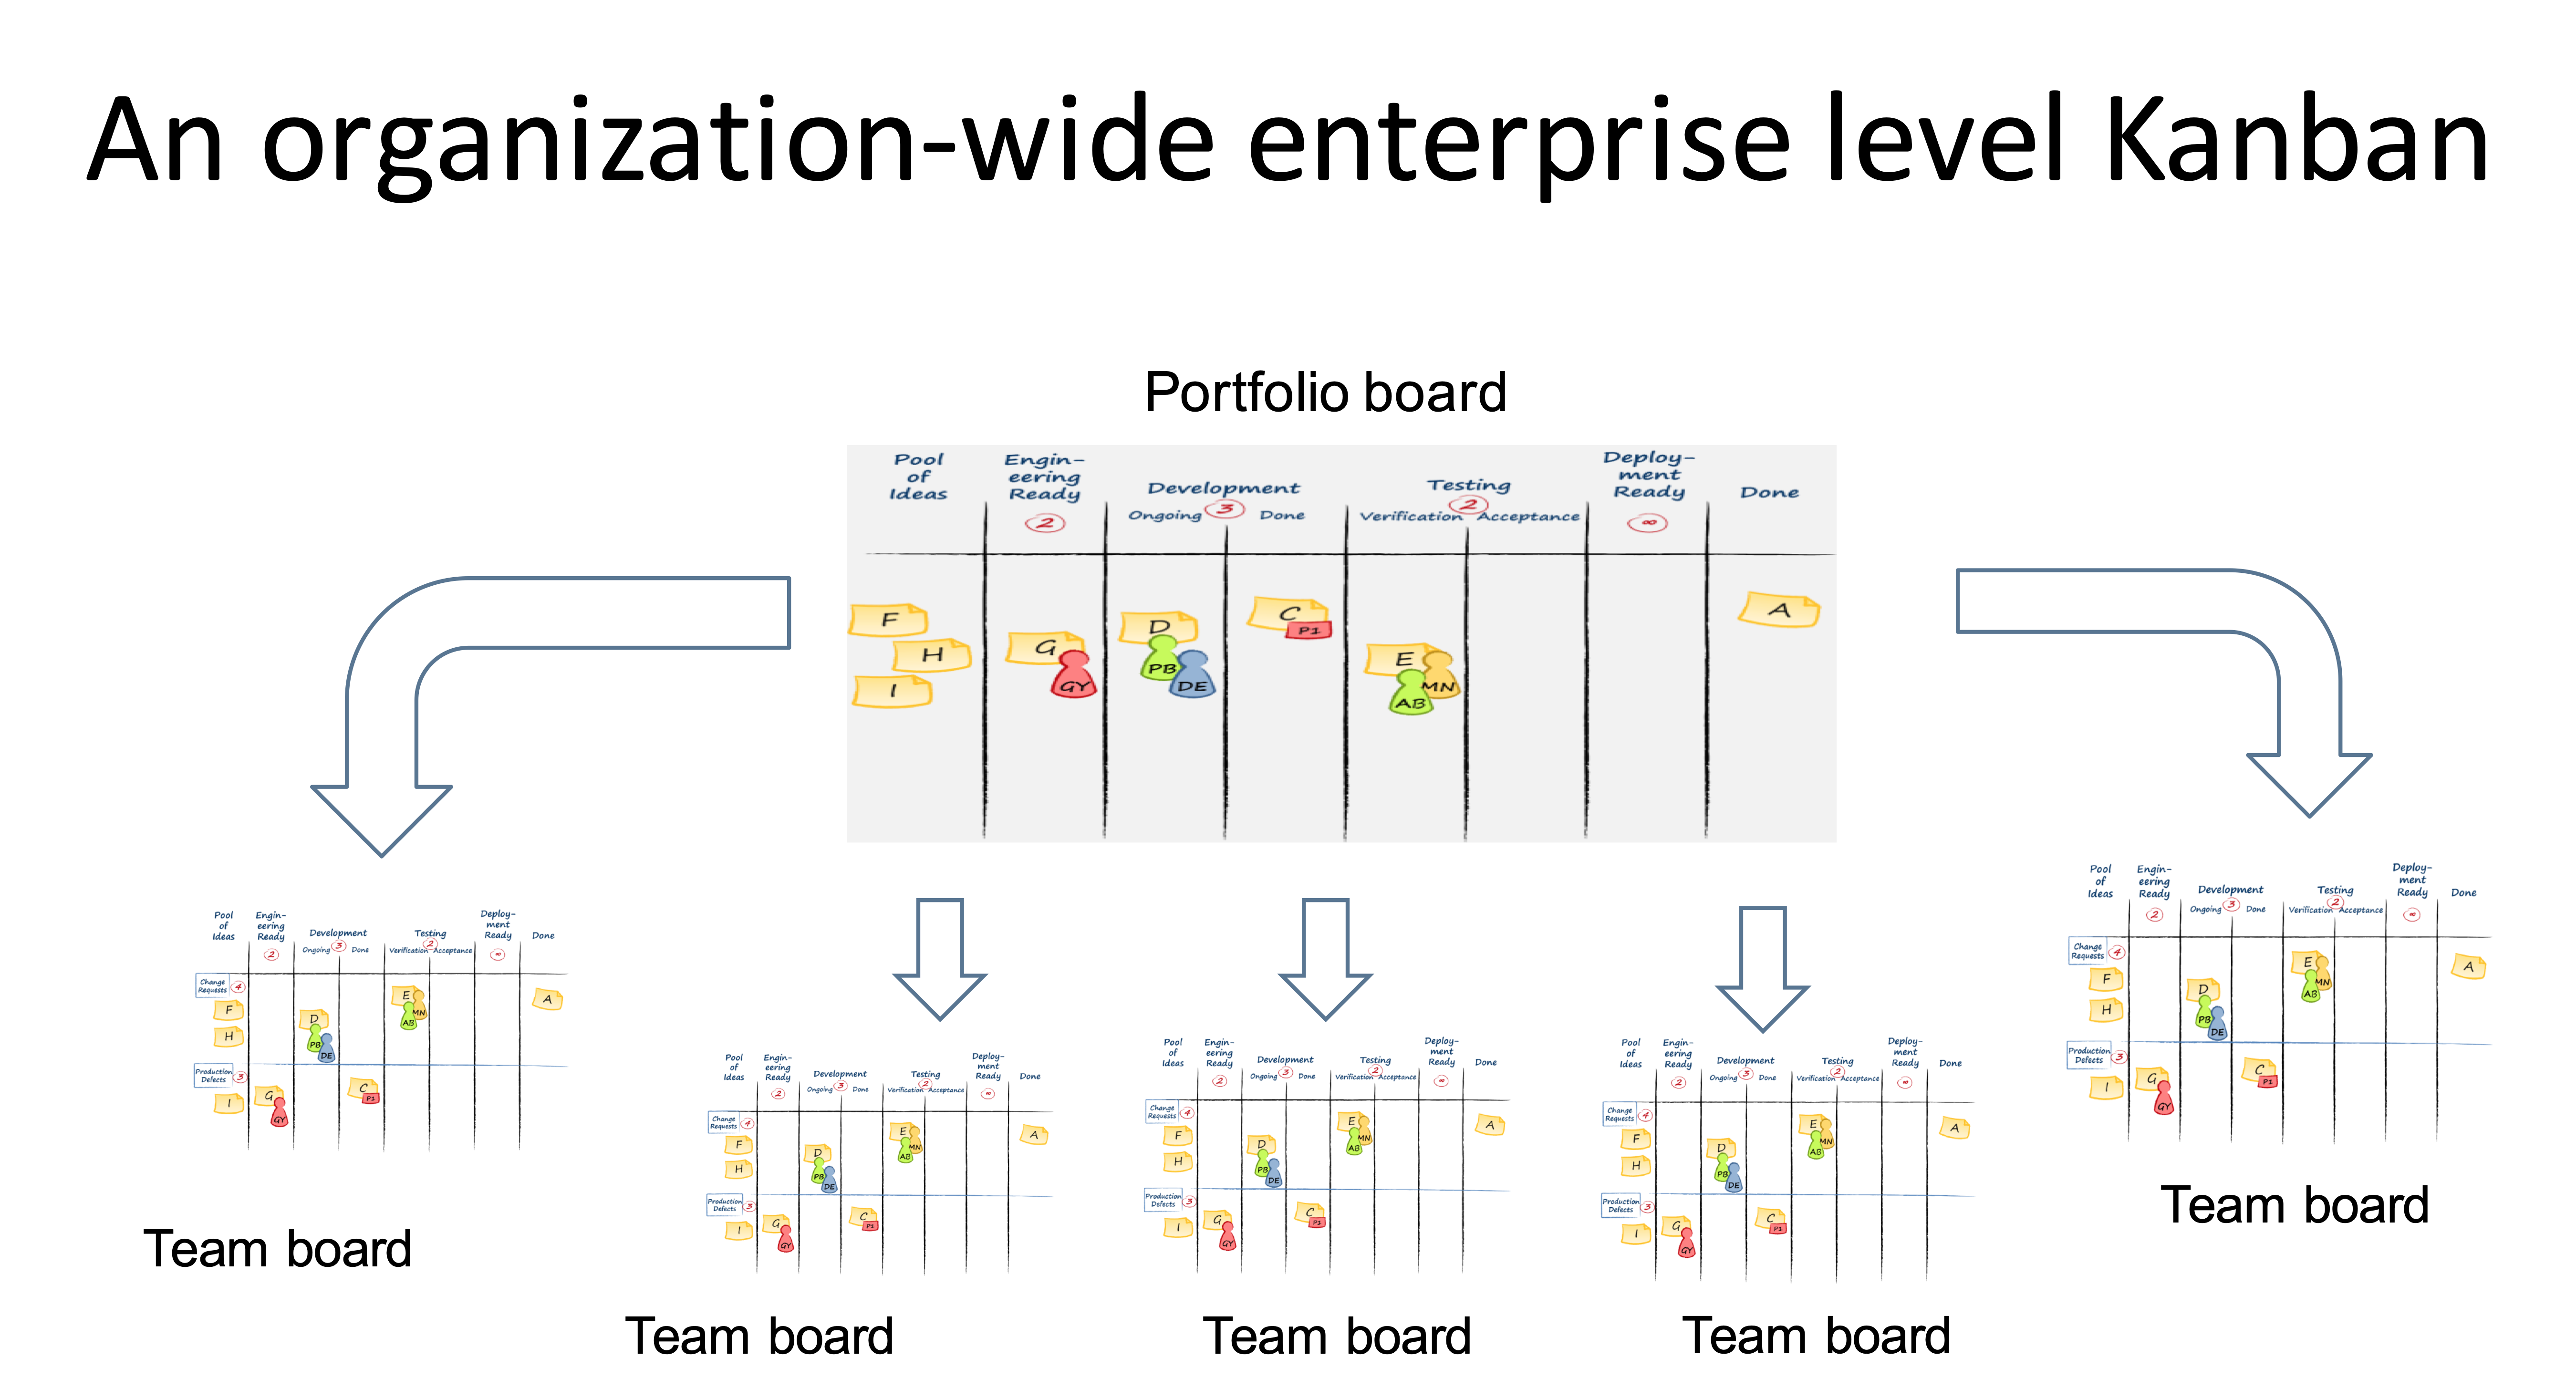 An organization-wide enterprise level Kanban
Portfolio board
Pool
of
Ideas
Engin-
eering
Ready
2
Development
Ongoing 3 Done
Testing
2
Verification Acceptance
Deploy-
ment
Ready
∞
Done
F
H
I
G
GY
D
PB
DE
C
P1
E
MN
AB
A
Pool
of
Ideas
Engin-
eering
Ready
2
Development
Ongoing 3 Done
Testing
2
Verification Acceptance
Deploy-
ment
Ready
∞
Done
Change
Requests 4
F
H
D
PB
DE
E
MN
AB
A
Production
Defects 3
I
G
GY
C
P1
Team board
Pool
of
Ideas
Engin-
eering
Ready
2
Development
Ongoing 3 Done
Testing
2
Verification Acceptance
Deploy-
ment
Ready
∞
Done
Change
Requests 4
F
H
D
PB
DE
E
MN
AB
A
Production
Defects 3
I
G
GY
C
P1
Team board
Pool
of
Ideas
Engin-
eering
Ready
2
Development
Ongoing 3 Done
Testing
2
Verification Acceptance
Deploy-
ment
Ready
∞
Done
Change
Requests 4
F
H
D
PB
DE
E
MN
AB
A
Production
Defects 3
I
G
GY
C
P1
Team board
Pool
of
Ideas
Engin-
eering
Ready
2
Development
Ongoing 3 Done
Testing
2
Verification Acceptance
Deploy-
ment
Ready
∞
Done
Change
Requests 4
F
H
D
PB
DE
E
MN
AB
A
Production
Defects 3
I
G
GY
C
P1
Team board
Pool
of
Ideas
Engin-
eering
Ready
2
Development
Ongoing 3 Done
Testing
2
Verification Acceptance
Deploy-
ment
Ready
∞
Done
Change
Requests 4
F
H
D
PB
DE
E
MN
AB
A
Production
Defects 3
I
G
GY
C
P1
Team board